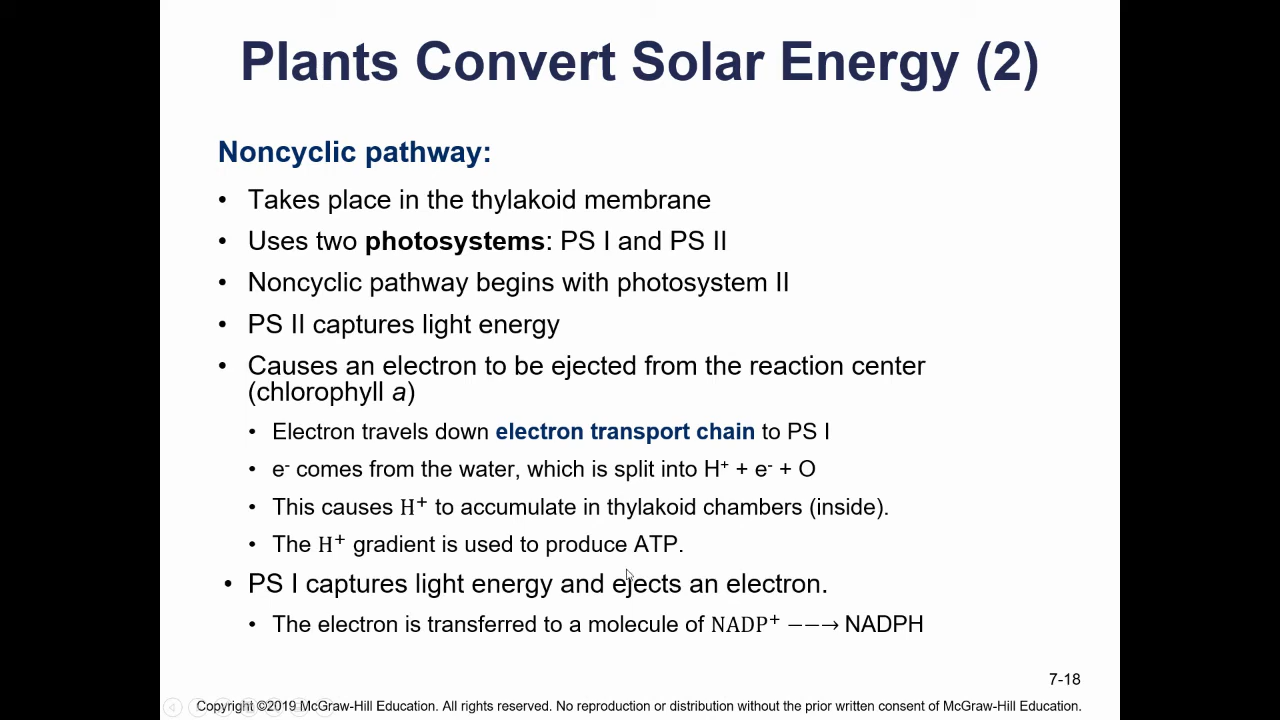 Plants Convert Solar Energy (2)
Noncyclic pathway:
• Takes place in the thylakoid membrane
• Uses two photosystems: PS I and PS II
• Noncyclic pathway begins with photosystem II
• PS II captures light energy
• Causes an electron to be ejected from the reaction center
(chlorophyll a)
• Electron travels down electron transport chain to PS I
• e⁻ comes from the water, which is split into H⁺ + e⁻ + O
• This causes H⁺ to accumulate in thylakoid chambers (inside).
• The H⁺ gradient is used to produce ATP.
• PS I captures light energy and ejects an electron.
• The electron is transferred to a molecule of NADP⁺ −−→ NADPH
7-18
Copyright ©2019 McGraw-Hill Education. All rights reserved. No reproduction or distribution without the prior written consent of McGraw-Hill Education.